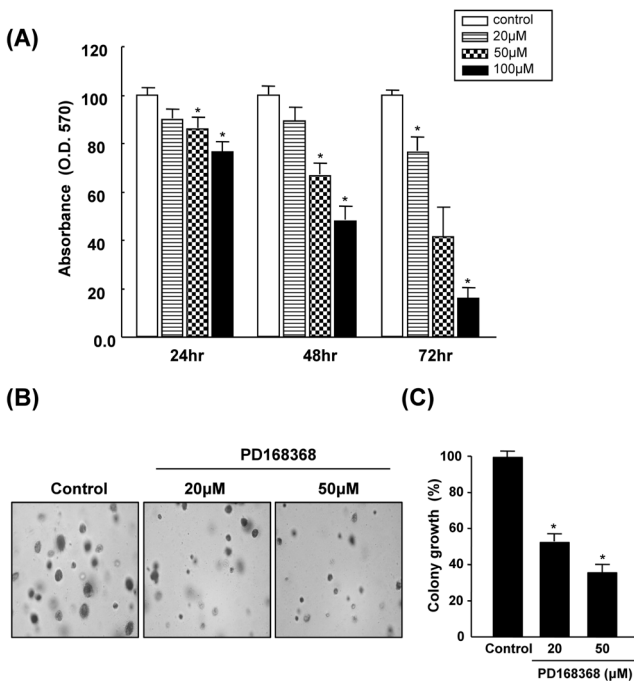 control
20µM
50µM
100µM
(A)
120
100
80
60
40
20
0.0
Absorbance (O.D. 570)
* * * * * *
24hr 48hr 72hr
(B)
PD168368
Control 20µM 50µM
(C)
100
80
60
40
20
0
Colony growth (%)
* *
Control 20 50
PD168368 (µM)